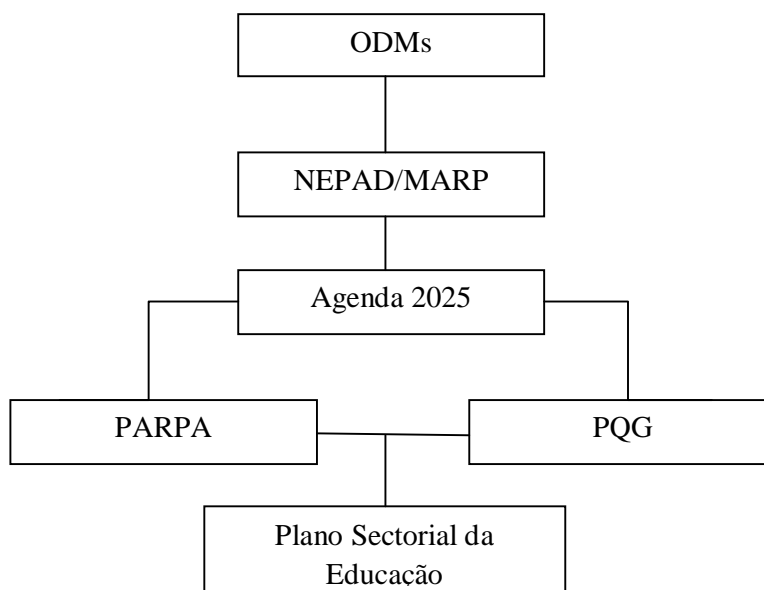 ODMs
NEPAD/MARP
Agenda 2025
PARPA
PQG
Plano Sectorial da
Educação